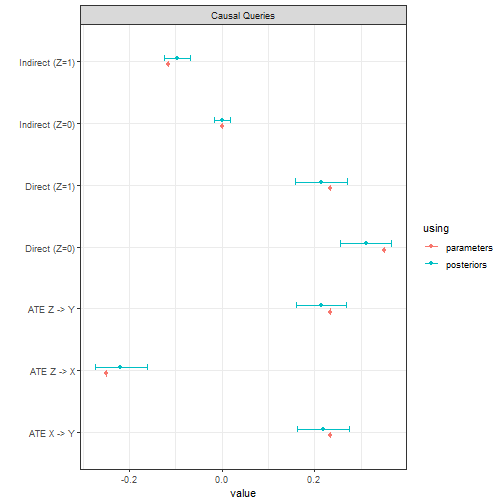 Causal Queries
Indirect (Z=1)
Indirect (Z=0)
Direct (Z=1)
Direct (Z=0)
ATE Z -> Y
ATE Z -> X
ATE X -> Y
-0.2
0.0
0.2
value
using
parameters
posteriors